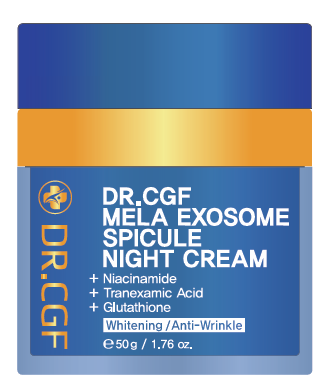 DR.CGF
DR.CGF
MELA EXOSOME
SPICULE
NIGHT CREAM
+ Niacinamide
+ Tranexamic Acid
+ Glutathione
Whitening /Anti-Wrinkle
℮50g / 1.76 oz.